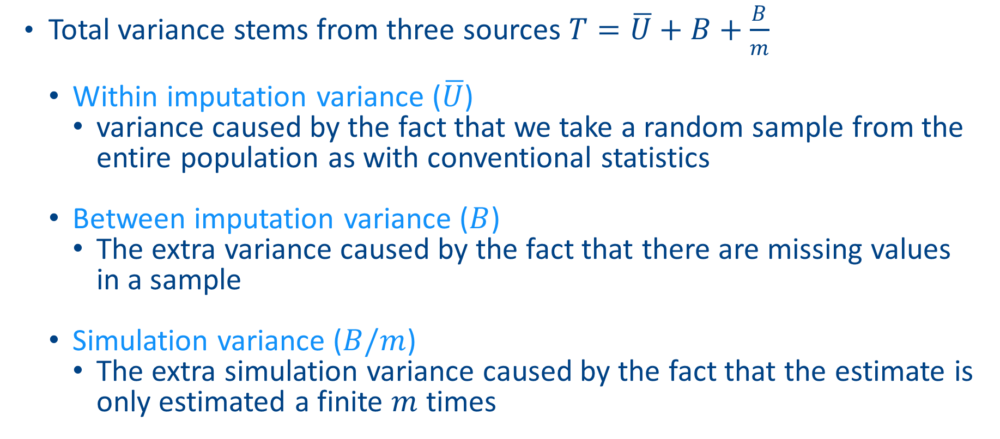 • Total variance stems from three sources T = U̅ + B + B/m
• Within imputation variance (U̅)
• variance caused by the fact that we take a random sample from the
entire population as with conventional statistics
• Between imputation variance (B)
• The extra variance caused by the fact that there are missing values
in a sample
• Simulation variance (B/m)
• The extra simulation variance caused by the fact that the estimate is
only estimated a finite m times